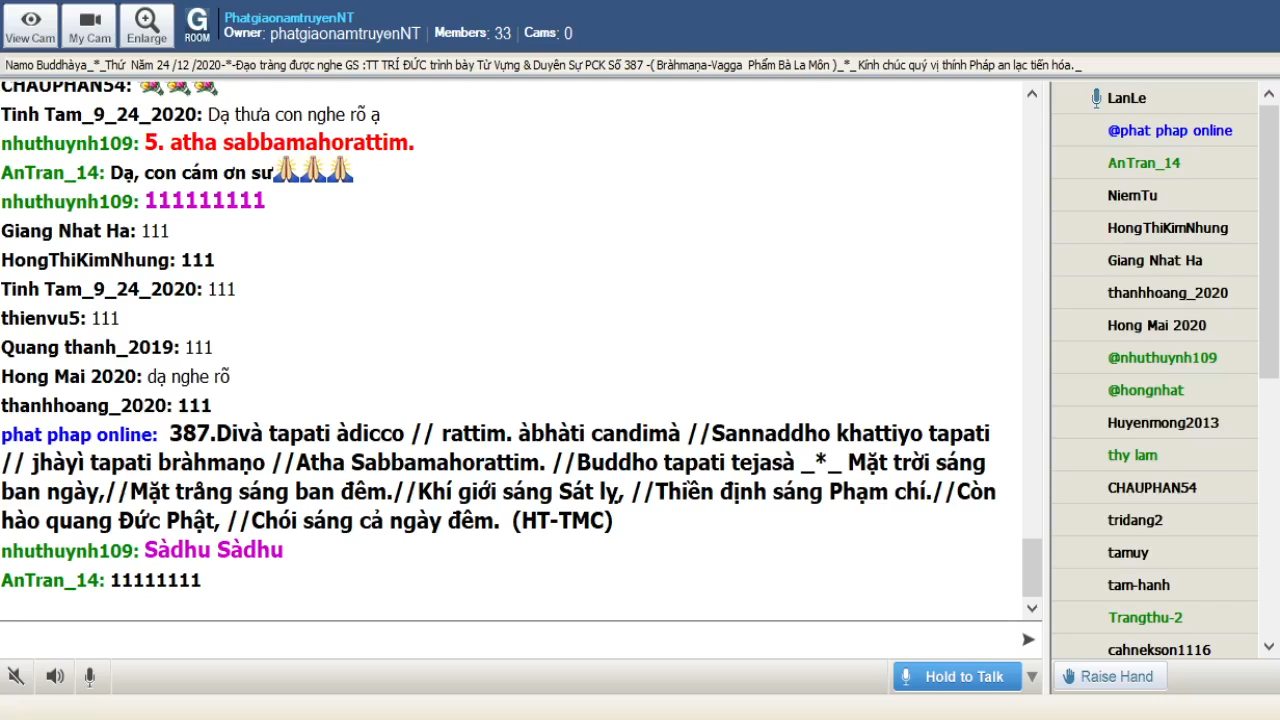 PhatgiaonamtruyenNT
Owner: phatgiaonamtruyenNT | Members: 33 | Cams: 0
View Cam
My Cam
Enlarge
G ROOM
Namo Buddhàya_*_Thứ Năm 24 /12 /2020-*-Đạo tràng được nghe GS :TT TRÍ ĐỨC trình bày Từ Vựng & Duyên Sự PCK Số 387 -( Bràhmaṇa-Vagga Phẩm Bà La Môn )_*_Kính chúc quý vị thính Pháp an lạc tiến hóa._
CHAUPHAN54:
Tinh Tam_9_24_2020: Dạ thưa con nghe rõ ạ
nhuthuynh109: 5. atha sabbamahorattim.
AnTran_14: Dạ, con cám ơn sư
nhuthuynh109: 111111111
Giang Nhat Ha: 111
HongThiKimNhung: 111
Tinh Tam_9_24_2020: 111
thienvu5: 111
Quang thanh_2019: 111
Hong Mai 2020: dạ nghe rõ
thanhhoang_2020: 111
phat phap online: 387.Divà tapati àdicco // rattim. àbhàti candimà //Sannaddho khattiyo tapati
// jhàyì tapati bràhmaṇo //Atha Sabbamahorattim. //Buddho tapati tejasà _*_ Mặt trời sáng
ban ngày,//Mặt trăng sáng ban đêm.//Khí giới sáng Sát lỵ, //Thiền định sáng Phạm chí.//Còn
hào quang Đức Phật, //Chói sáng cả ngày đêm. (HT-TMC)
nhuthuynh109: Sàdhu Sàdhu
AnTran_14: 11111111
LanLe
@phat phap online
AnTran_14
NiemTu
HongThiKimNhung
Giang Nhat Ha
thanhhoang_2020
Hong Mai 2020
@nhuthuynh109
@hongnhat
Huyenmong2013
thy lam
CHAUPHAN54
tridang2
tamuy
tam-hanh
Trangthu-2
cahnekson1116
Hold to Talk
Raise Hand